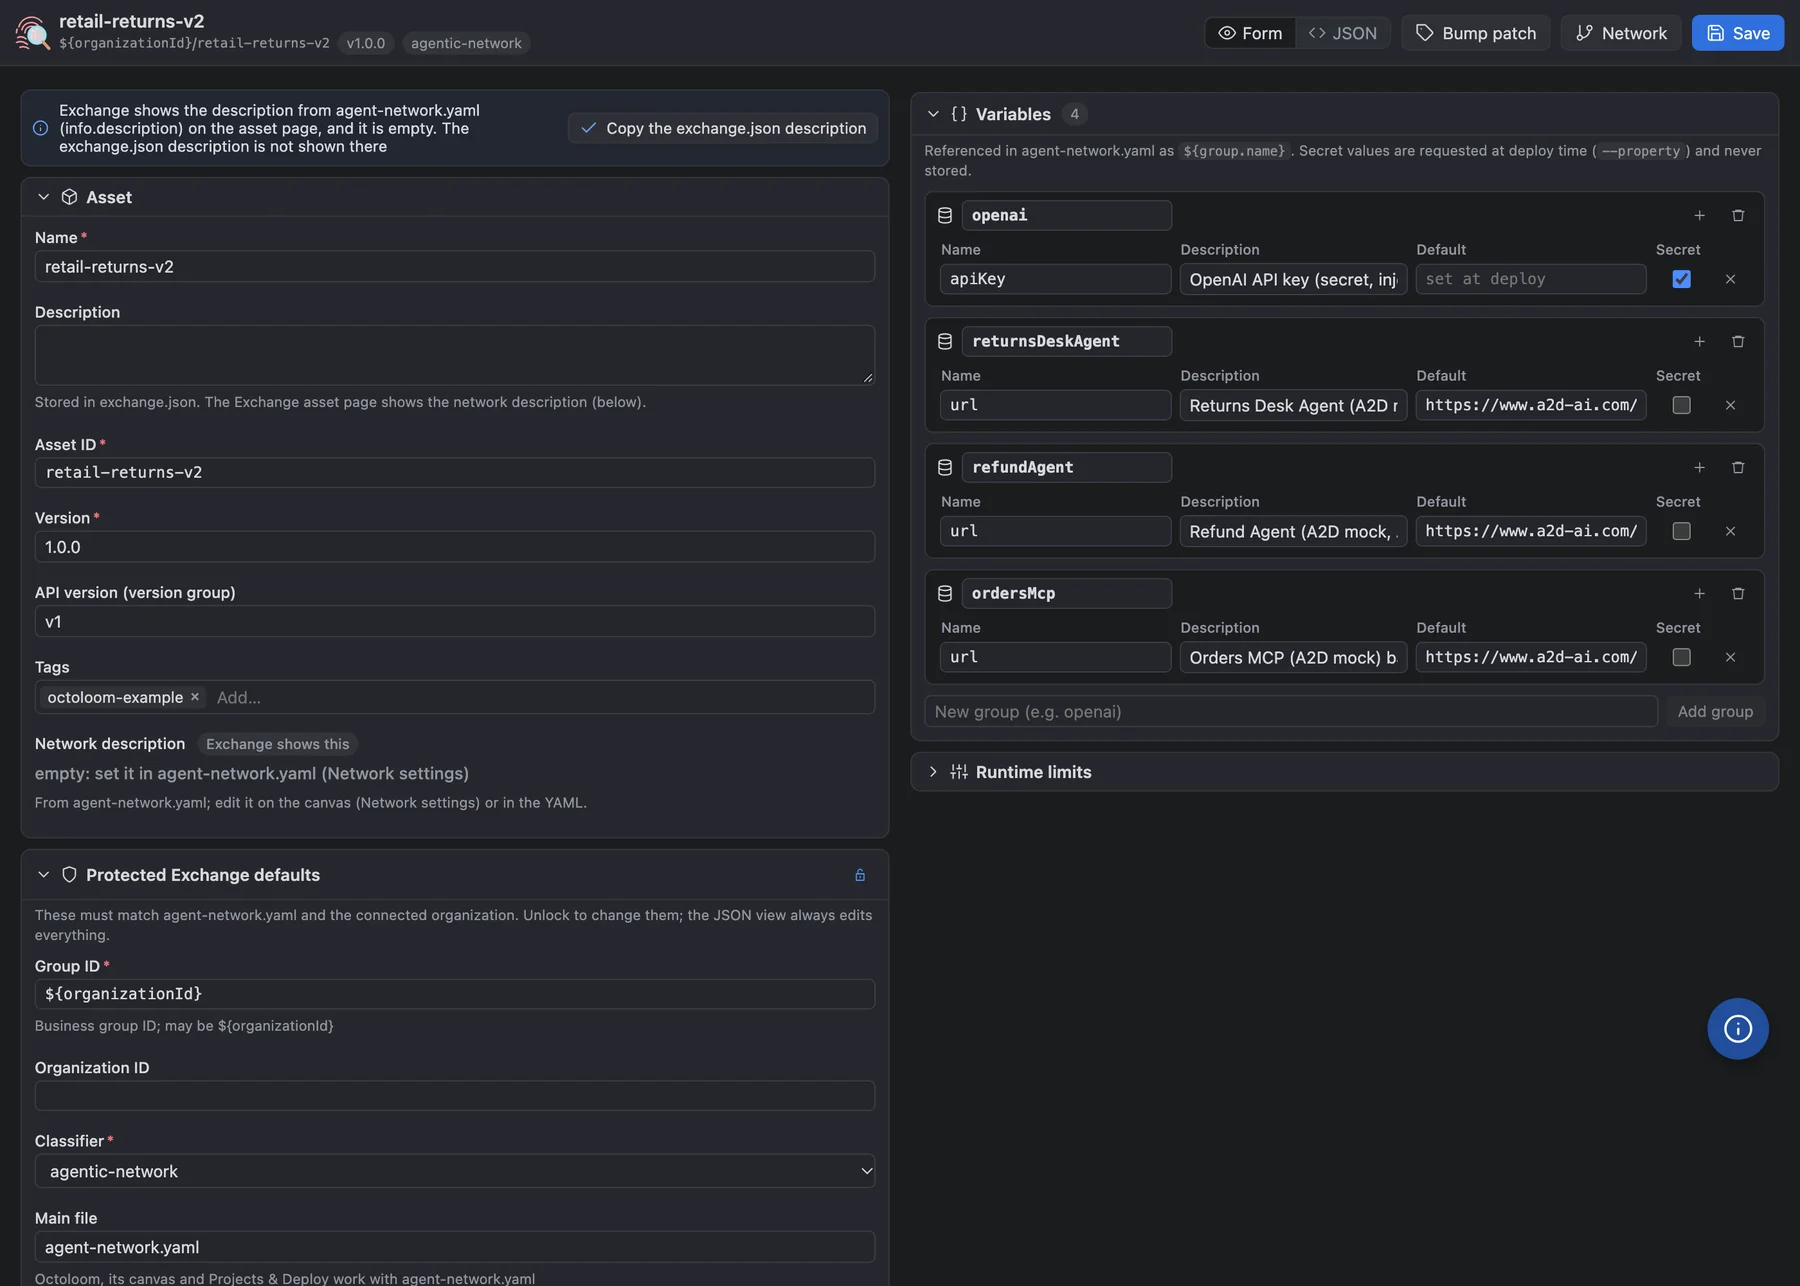 retail-returns-v2
${organizationId}/retail-returns-v2 v1.0.0 agentic-network
Form JSON Bump patch Network Save
Exchange shows the description from agent-network.yaml
(info.description) on the asset page, and it is empty. The
exchange.json description is not shown there
Copy the exchange.json description
Asset
Name*
retail-returns-v2
Description
Stored in exchange.json. The Exchange asset page shows the network description (below).
Asset ID*
retail-returns-v2
Version*
1.0.0
API version (version group)
v1
Tags
octoloom-example × Add...
Network description Exchange shows this
empty: set it in agent-network.yaml (Network settings)
From agent-network.yaml; edit it on the canvas (Network settings) or in the YAML.
Protected Exchange defaults
These must match agent-network.yaml and the connected organization. Unlock to change them; the JSON view always edits
everything.
Group ID*
${organizationId}
Business group ID; may be ${organizationId}
Organization ID
Classifier*
agentic-network
Main file
agent-network.yaml
Octoloom, its canvas and Projects & Deploy work with agent-network.yaml
{} Variables 4
Referenced in agent-network.yaml as ${group.name}. Secret values are requested at deploy time (--property) and never
stored.
openai
Name Description Default Secret
apiKey OpenAI API key (secret, inj set at deploy
returnsDeskAgent
Name Description Default Secret
url Returns Desk Agent (A2D https://www.a2d-ai.com/
refundAgent
Name Description Default Secret
url Refund Agent (A2D mock, https://www.a2d-ai.com/
ordersMcp
Name Description Default Secret
url Orders MCP (A2D mock) b https://www.a2d-ai.com/
New group (e.g. openai) Add group
Runtime limits